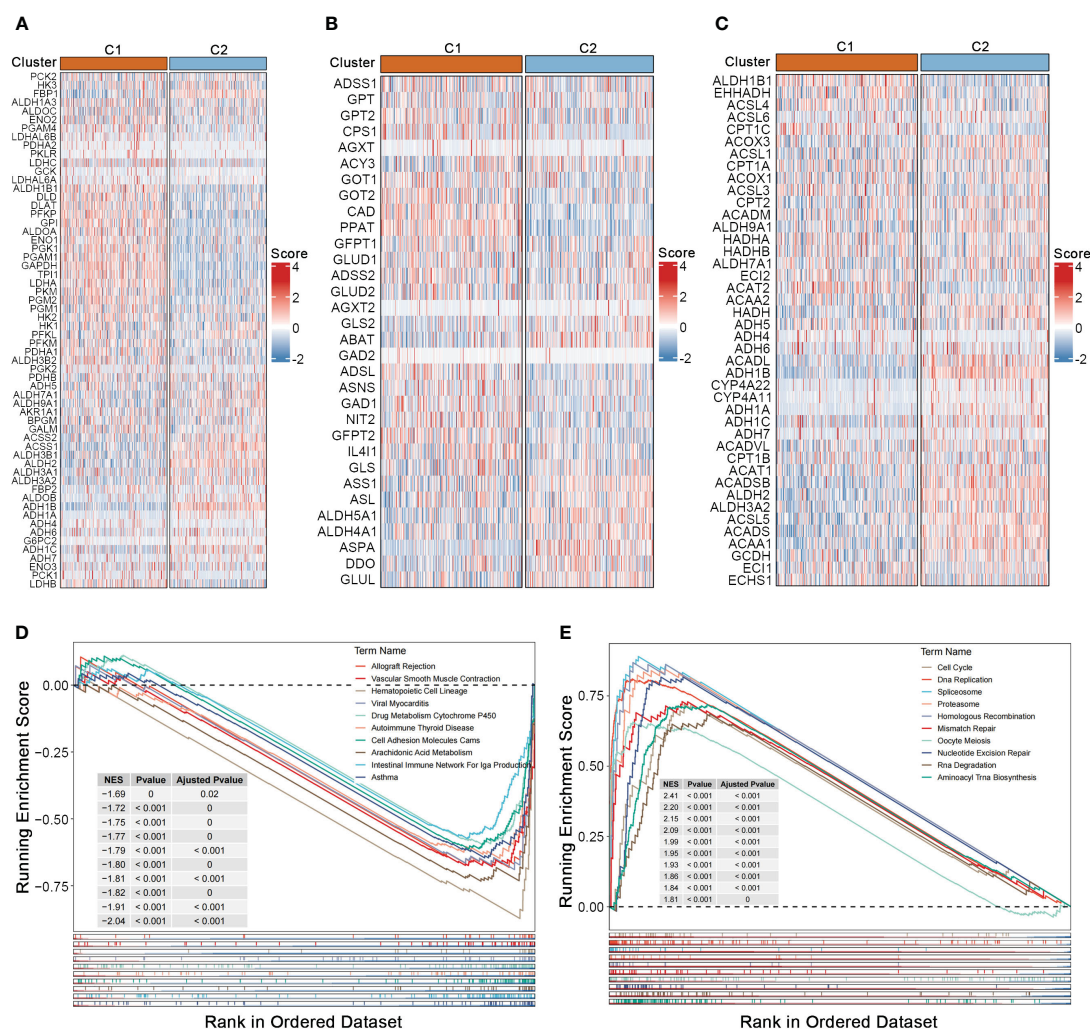 A
C1
C2
Cluster
PCK2
HK3
FBP1
ALDH1A3
ALDOC
ENO2
PGAM4
LDHAL6B
PDHA2
PKLR
LDHC
GCK
LDHAL6A
ALDH1B1
DLD
DLAT
PFKP
GPI
ALDOA
ENO1
PGK1
PGAM1
GAPDH
TPI1
LDHA
PKM
PGM2
PGM1
HK2
HK1
PFKL
PFKM
PDHA1
ALDH3B2
PGK2
PDHB
ADH5
ALDH7A1
ALDH9A1
AKR1A1
BPGM
GALM
ACSS2
ACSS1
ALDH3B1
ALDH2
ALDH3A1
ALDH3A2
FBP2
ALDOB
ADH1B
ADH1A
ADH4
ADH6
G6PC2
ADH1C
ADH7
ENO3
PCK1
LDHB
Score
4
2
0
-2
B
C1
C2
Cluster
ADSS1
GPT
GPT2
CPS1
AGXT
ACY3
GOT1
GOT2
CAD
PPAT
GFPT1
GLUD1
ADSS2
GLUD2
AGXT2
GLS2
ABAT
GAD2
ADSL
ASNS
GAD1
NIT2
GFPT2
IL4I1
GLS
ASS1
ASL
ALDH5A1
ALDH4A1
ASPA
DDO
GLUL
Score
4
2
0
-2
C
C1
C2
Cluster
ALDH1B1
EHHADH
ACSL4
ACSL6
CPT1C
ACOX3
ACSL1
CPT1A
ACOX1
ACSL3
CPT2
ACADM
ALDH9A1
HADHA
HADHB
ALDH7A1
ECI2
ACAT2
ACAA2
HADH
ADH5
ADH4
ADH6
ACADL
ADH1B
CYP4A22
CYP4A11
ADH1A
ADH1C
ADH7
ACADVL
CPT1B
ACAT1
ACADSB
ALDH2
ALDH3A2
ACSL5
ACADS
ACAA1
GCDH
ECI1
ECHS1
Score
4
2
0
-2
D
Running Enrichment Score
0.00
−0.25
−0.50
−0.75
Term Name
Allograft Rejection
Vascular Smooth Muscle Contraction
Hematopoietic Cell Lineage
Viral Myocarditis
Drug Metabolism Cytochrome P450
Autoimmune Thyroid Disease
Cell Adhesion Molecules Cams
Arachidonic Acid Metabolism
Intestinal Immune Network For Iga Production
Asthma
NES Pvalue Ajusted Pvalue
−1.69 0 0.02
−1.72 < 0.001 0
−1.75 < 0.001 0
−1.77 < 0.001 0
−1.79 < 0.001 < 0.001
−1.80 < 0.001 0
−1.81 < 0.001 < 0.001
−1.82 < 0.001 0
−1.91 < 0.001 < 0.001
−2.04 < 0.001 < 0.001
Rank in Ordered Dataset
E
Running Enrichment Score
0.75
0.50
0.25
0.00
Term Name
Cell Cycle
Dna Replication
Spliceosome
Proteasome
Homologous Recombination
Mismatch Repair
Oocyte Meiosis
Nucleotide Excision Repair
Rna Degradation
Aminoacyl Trna Biosynthesis
NES Pvalue Ajusted Pvalue
2.41 < 0.001 < 0.001
2.20 < 0.001 < 0.001
2.15 < 0.001 < 0.001
2.09 < 0.001 < 0.001
1.99 < 0.001 < 0.001
1.95 < 0.001 < 0.001
1.93 < 0.001 < 0.001
1.86 < 0.001 < 0.001
1.84 < 0.001 < 0.001
1.81 < 0.001 0
Rank in Ordered Dataset